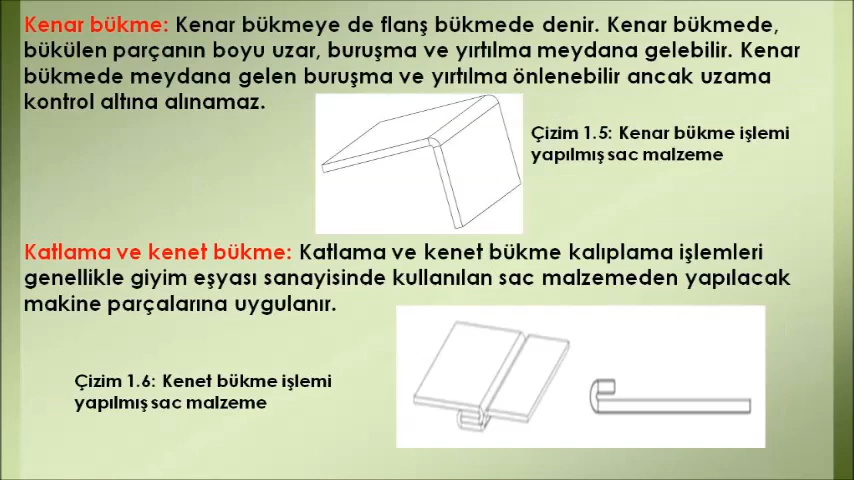 Kenar bükme: Kenar bükmeye de flanş bükmede denir. Kenar bükmede,
bükülen parçanın boyu uzar, buruşma ve yırtılma meydana gelebilir. Kenar
bükmede meydana gelen buruşma ve yırtılma önlenebilir ancak uzama
kontrol altına alınamaz.
Çizim 1.5: Kenar bükme işlemi
yapılmış sac malzeme
Katlama ve kenet bükme: Katlama ve kenet bükme kalıplama işlemleri
genellikle giyim eşyası sanayisinde kullanılan sac malzemeden yapılacak
makine parçalarına uygulanır.
Çizim 1.6: Kenet bükme işlemi
yapılmış sac malzeme